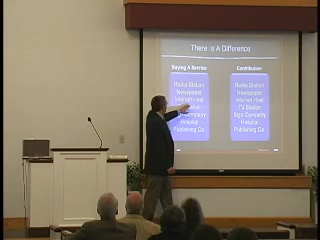 There Is A Difference
Buying A Service
Radio Station
Newspaper
Internet Host
Company
Hospital
Publishing Co
Contribution
Radio Station
Newspaper
Internet Host
TV Station
Sign Company
Hospital
Publishing Co